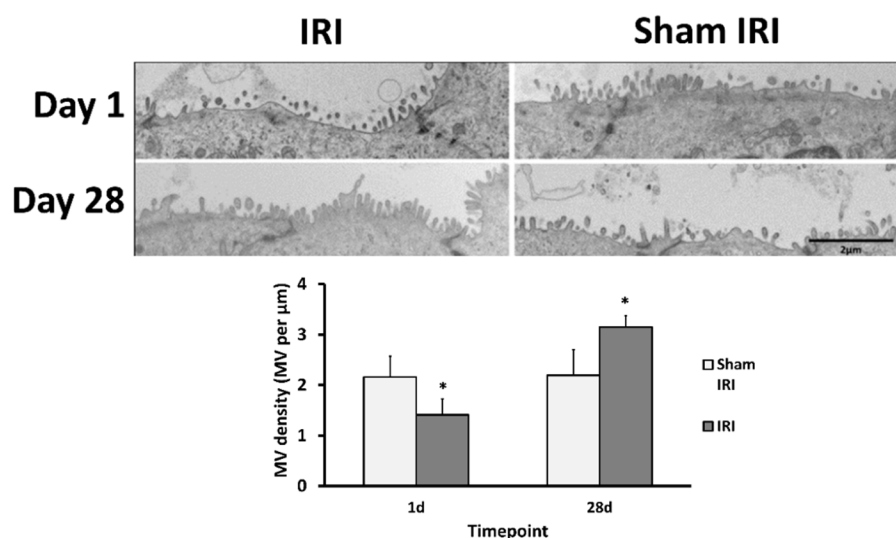 IRI
Sham IRI
Day 1
Day 28
2μm
4
3
2
1
0
MV density (MV per μm)
*
*
1d
28d
Timepoint
Sham
IRI
IRI